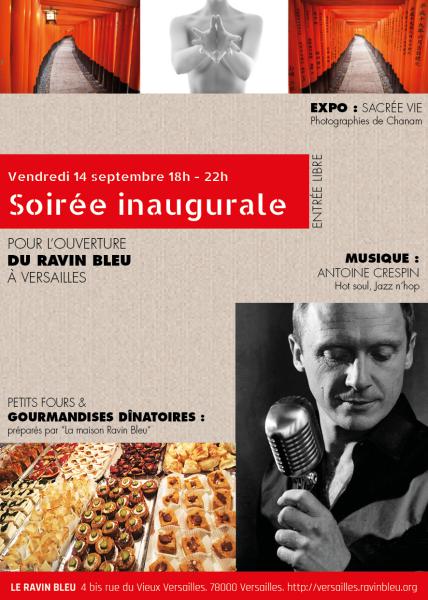 EXPO : SACRÉE VIE
Photographies de Chanam
Vendredi 14 septembre 18h - 22h
Soirée inaugurale
ENTRÉE LIBRE
POUR L'OUVERTURE
DU RAVIN BLEU
À VERSAILLES
MUSIQUE :
ANTOINE CRESPIN
Hot soul, Jazz n'hop
PETITS FOURS &
GOURMANDISES DÎNATOIRES :
préparés par "La maison Ravin Bleu"
LE RAVIN BLEU 4 bis rue du Vieux Versailles. 78000 Versailles. http://versailles.ravinbleu.org